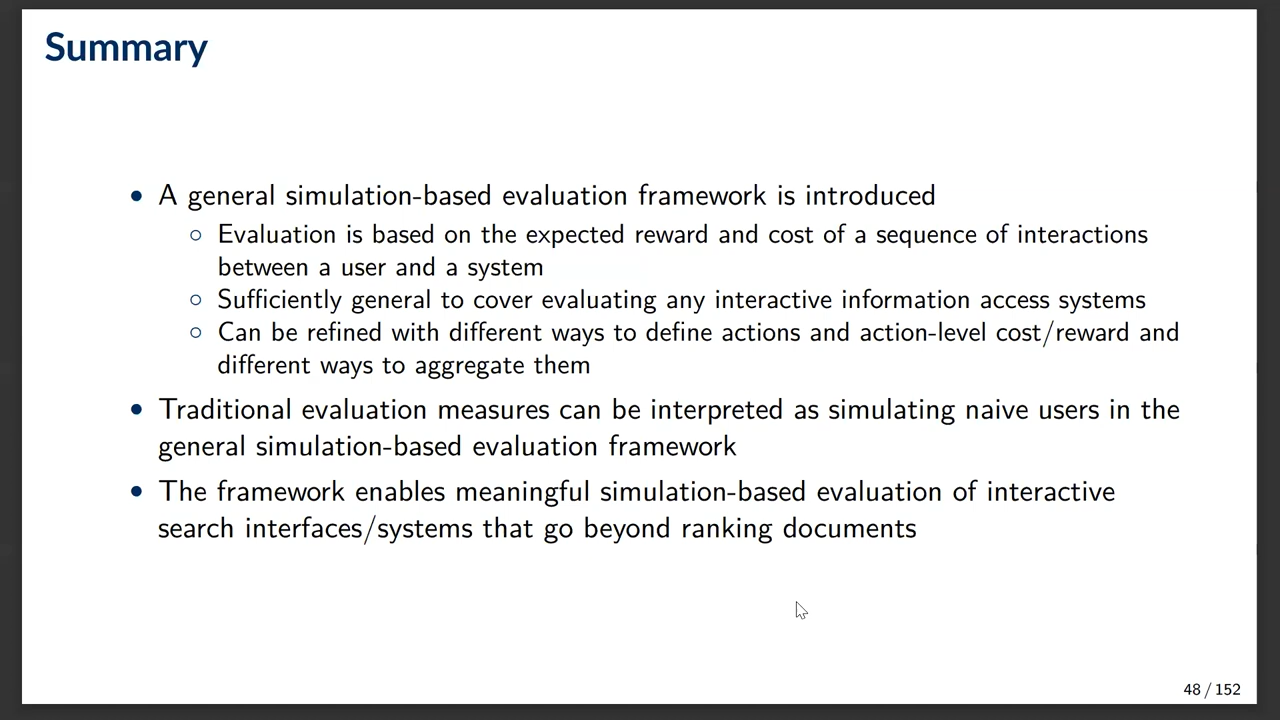 Summary
• A general simulation-based evaluation framework is introduced
○ Evaluation is based on the expected reward and cost of a sequence of interactions
between a user and a system
○ Sufficiently general to cover evaluating any interactive information access systems
○ Can be refined with different ways to define actions and action-level cost/reward and
different ways to aggregate them
• Traditional evaluation measures can be interpreted as simulating naive users in the
general simulation-based evaluation framework
• The framework enables meaningful simulation-based evaluation of interactive
search interfaces/systems that go beyond ranking documents
48 / 152